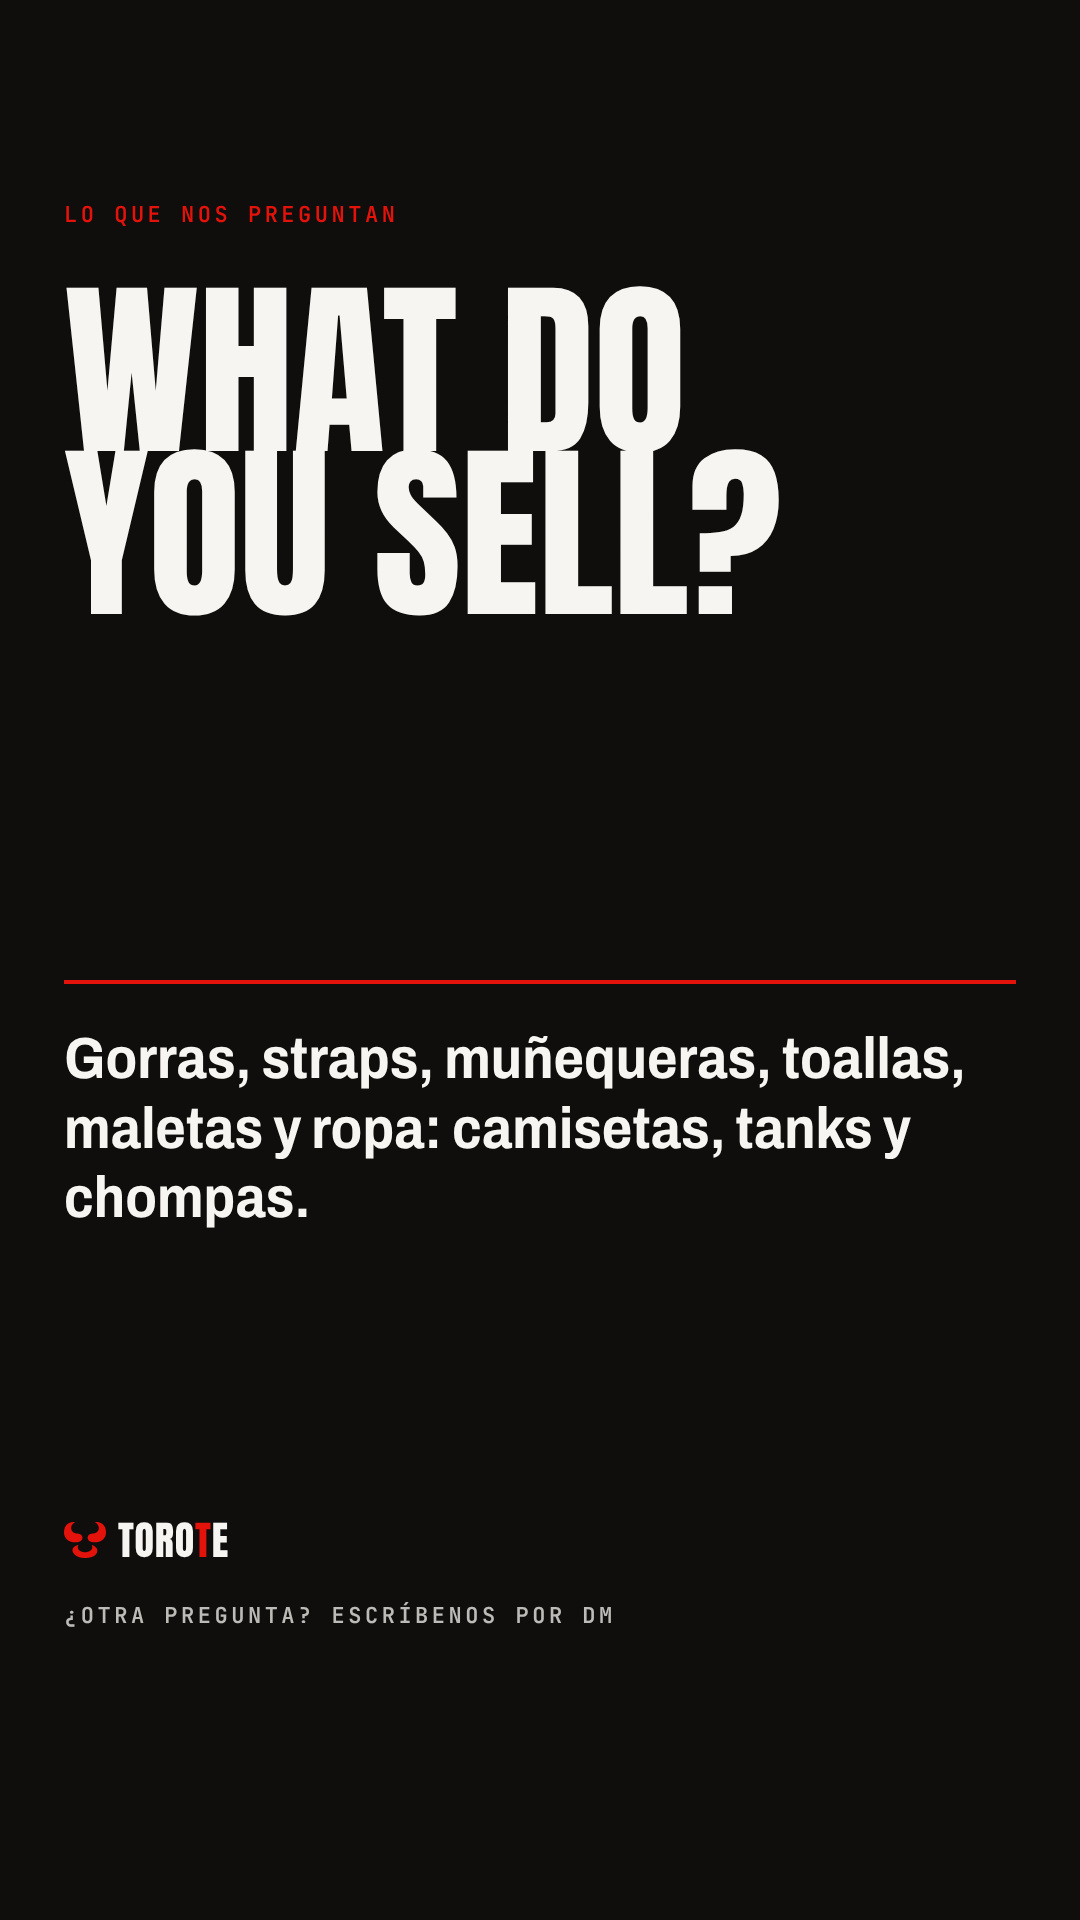 LO QUE NOS PREGUNTAN
WHAT DO
YOU SELL?
Gorras, straps, muñequeras, toallas,
maletas y ropa: camisetas, tanks y
chompas.
TOROTE
¿OTRA PREGUNTA? ESCRÍBENOS POR DM